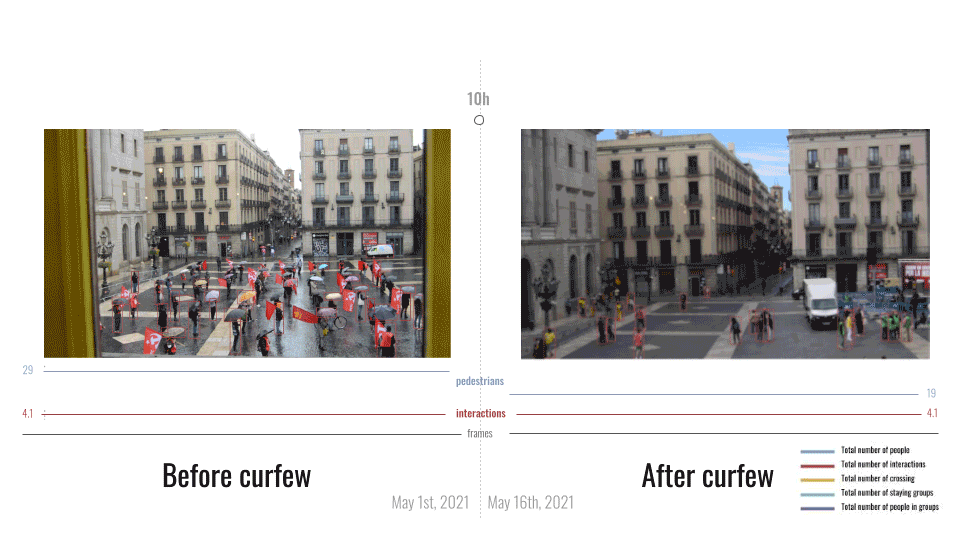 10h
29
pedestrians
19
4.1
interactions
4.1
frames
Before curfew
After curfew
May 1st, 2021
May 16th, 2021
Total number of people
Total number of interactions
Total number of crossing
Total number of staying groups
Total number of people in groups